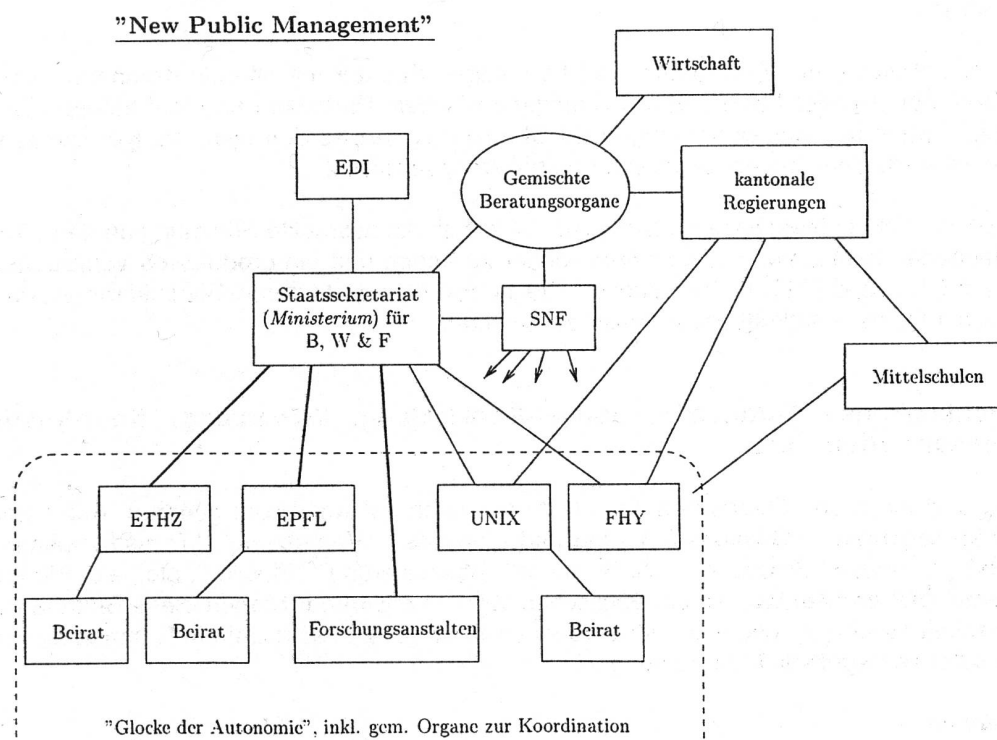 "New Public Management"
Wirtschaft
EDI
Gemischte
Beratungsorgane
kantonale
Regierungen
Staatssekretariat
(Ministerium) für
B, W & F
SNF
Mittelschulen
ETHZ
EPFL
UNIX
FHY
Beirat
Beirat
Forschungsanstalten
Beirat
"Glocke der Autonomie", inkl. gem. Organe zur Koordination